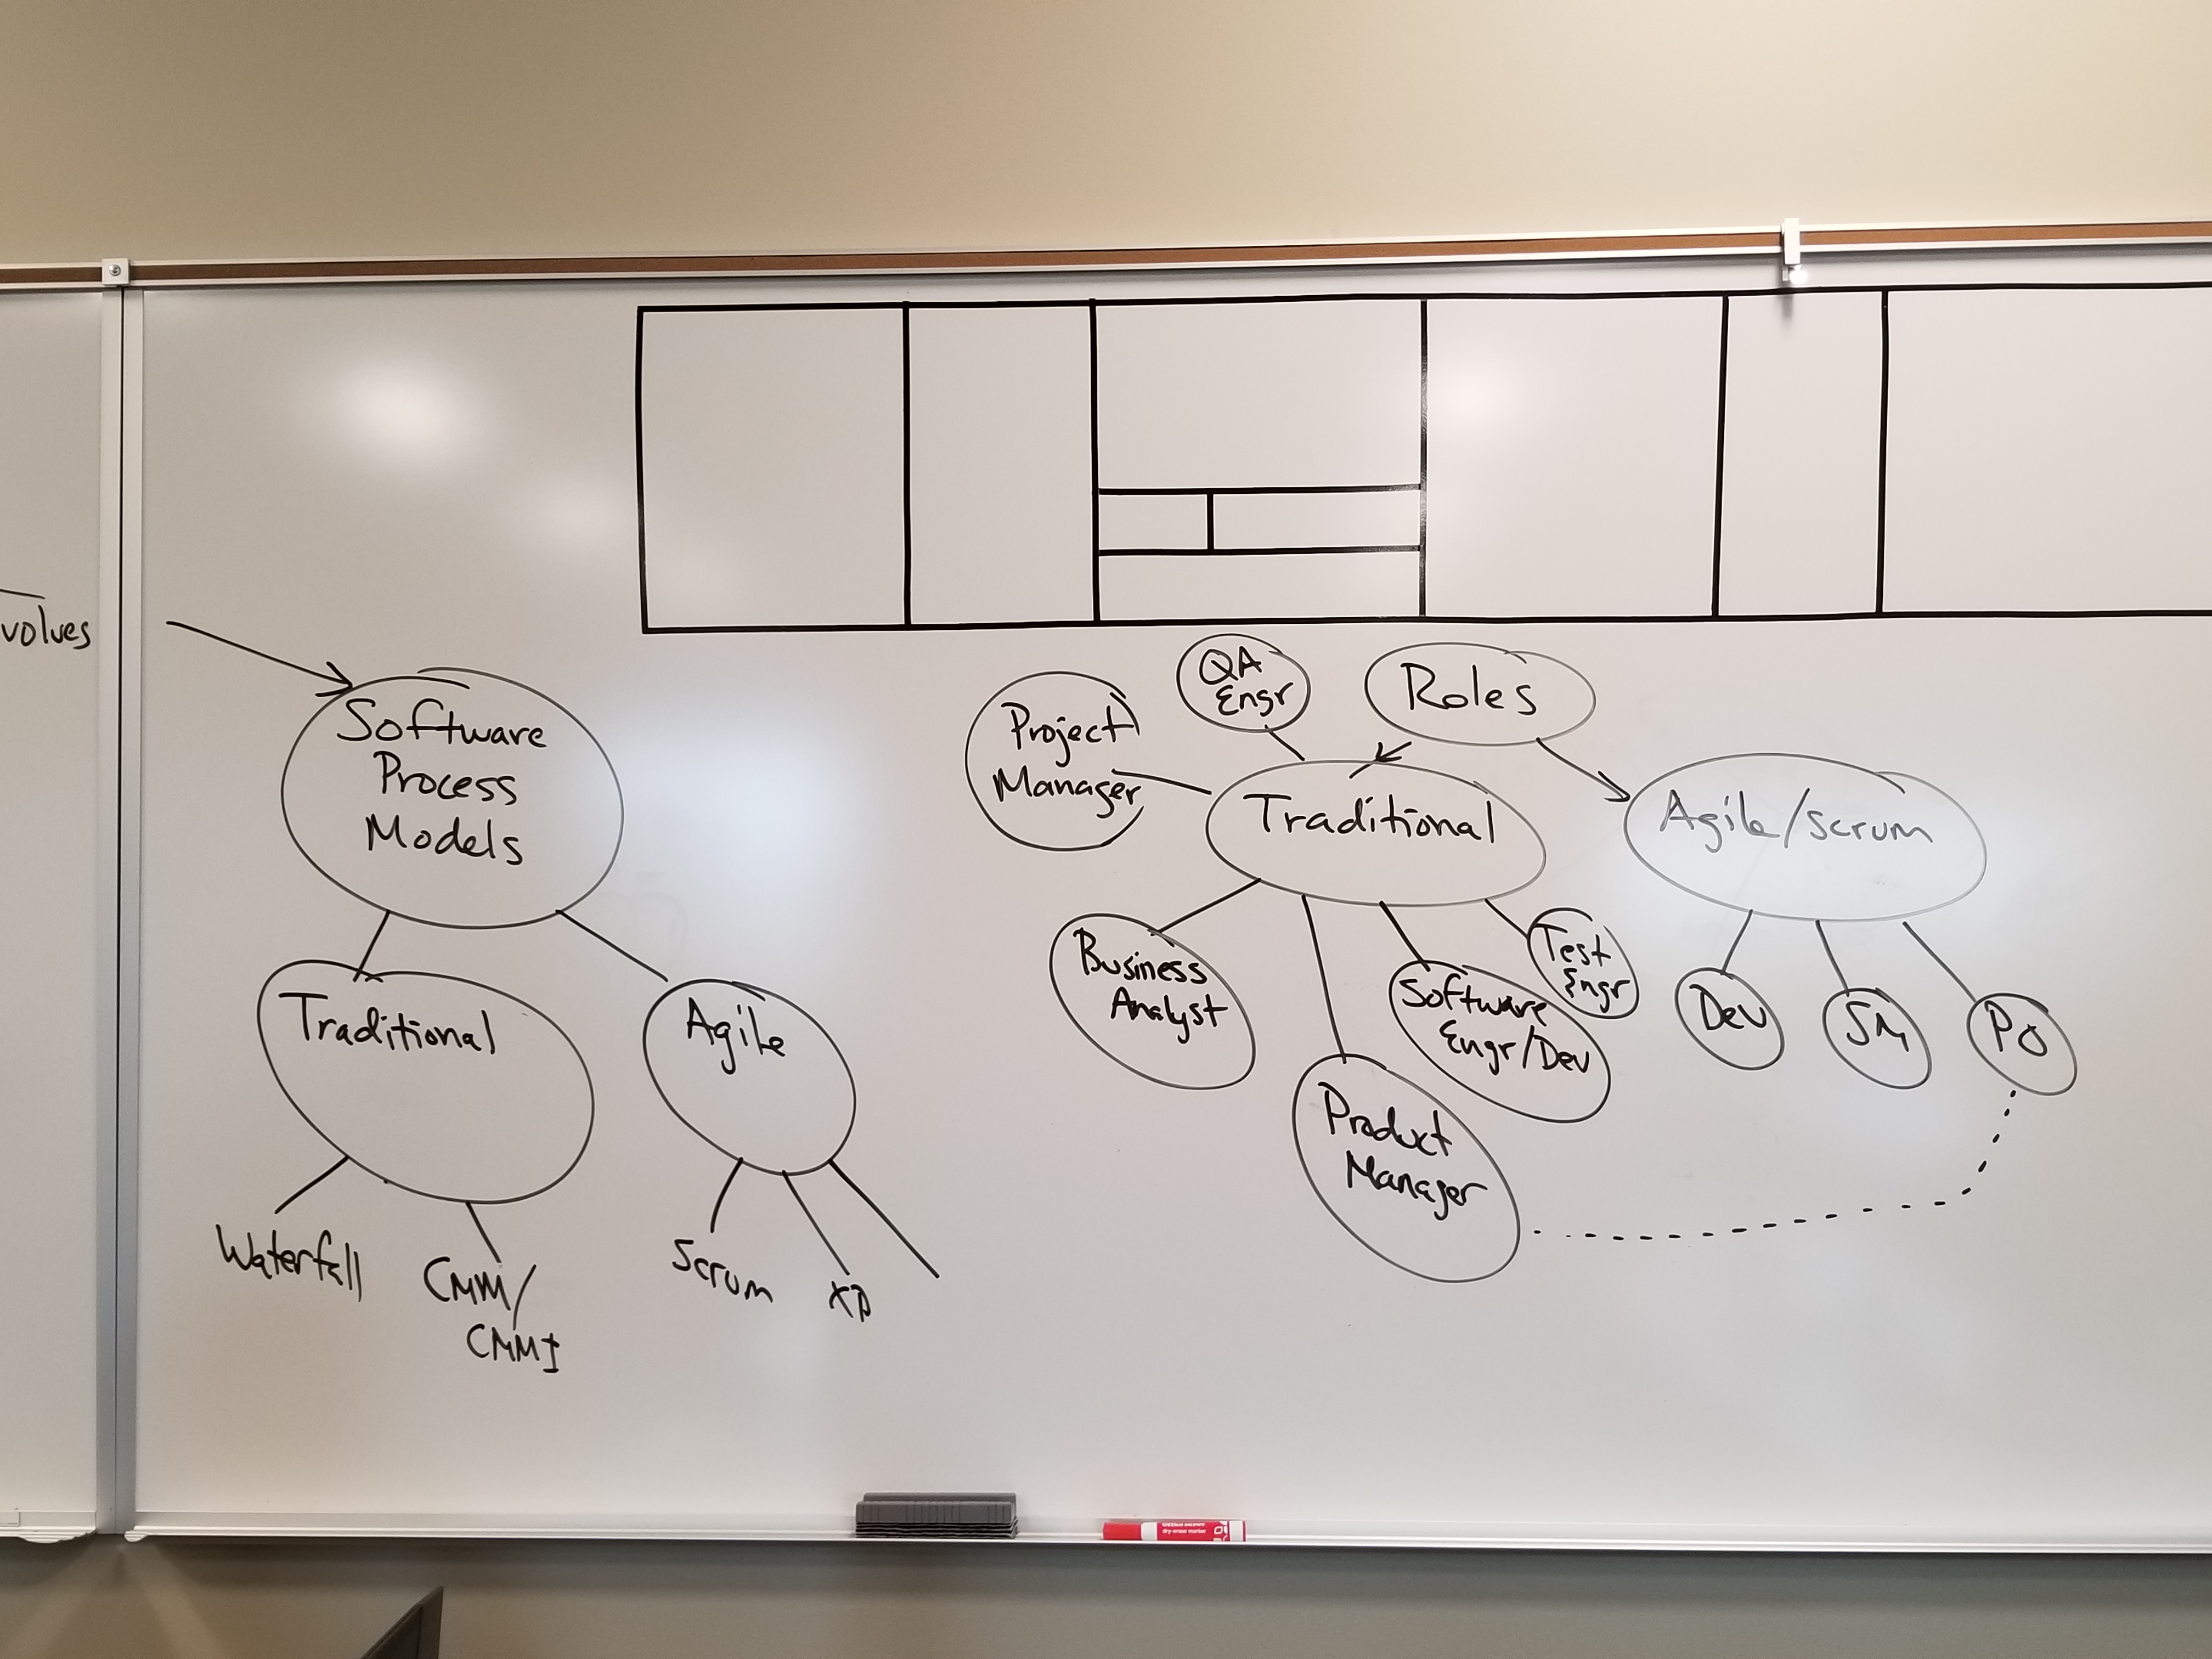 volves
Software
Process
Models
Traditional
Agile
Waterfall
CMM/
CMMI
Scrum
XP
Roles
QA
Engr
Project
Manager
Traditional
Agile/scrum
Business
Analyst
Product
Manager
Software
Engr/Dev
Test
Engr
Dev
SM
PO
OFFICE DEPOT
dry-erase marker